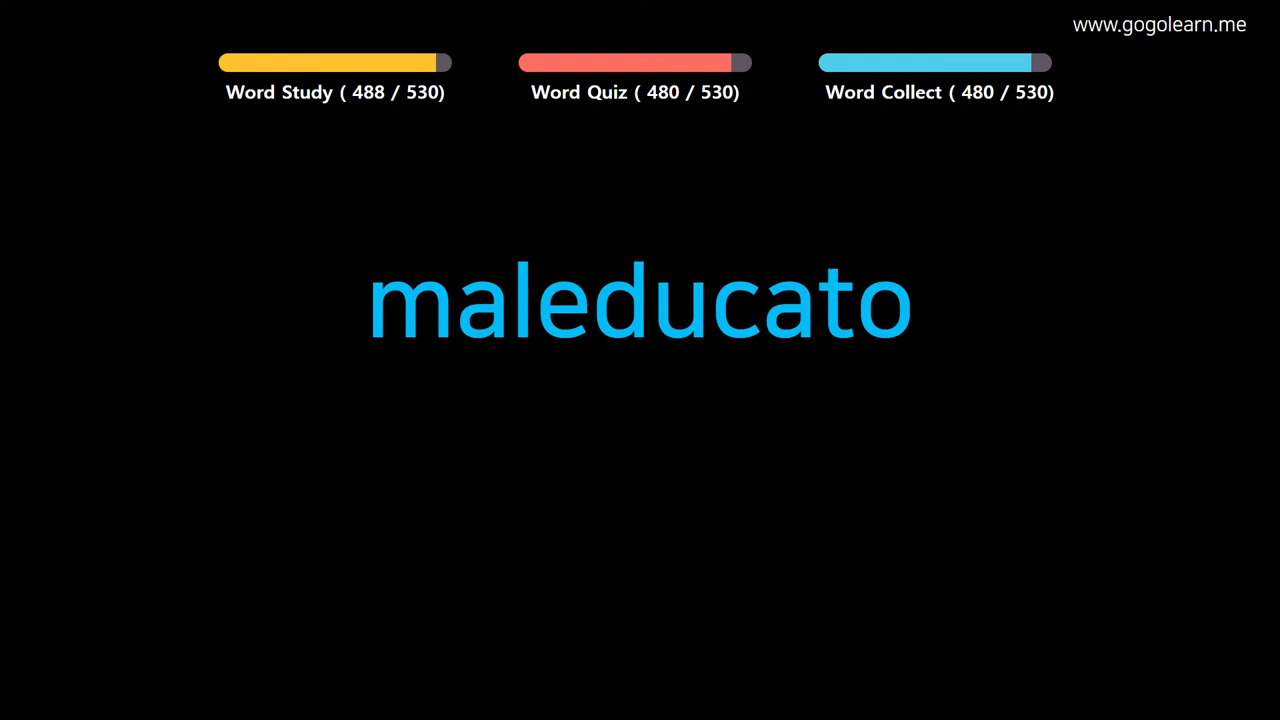 www.gogolearn.me
Word Study ( 488 / 530)
Word Quiz ( 480 / 530)
Word Collect ( 480 / 530)
maleducato